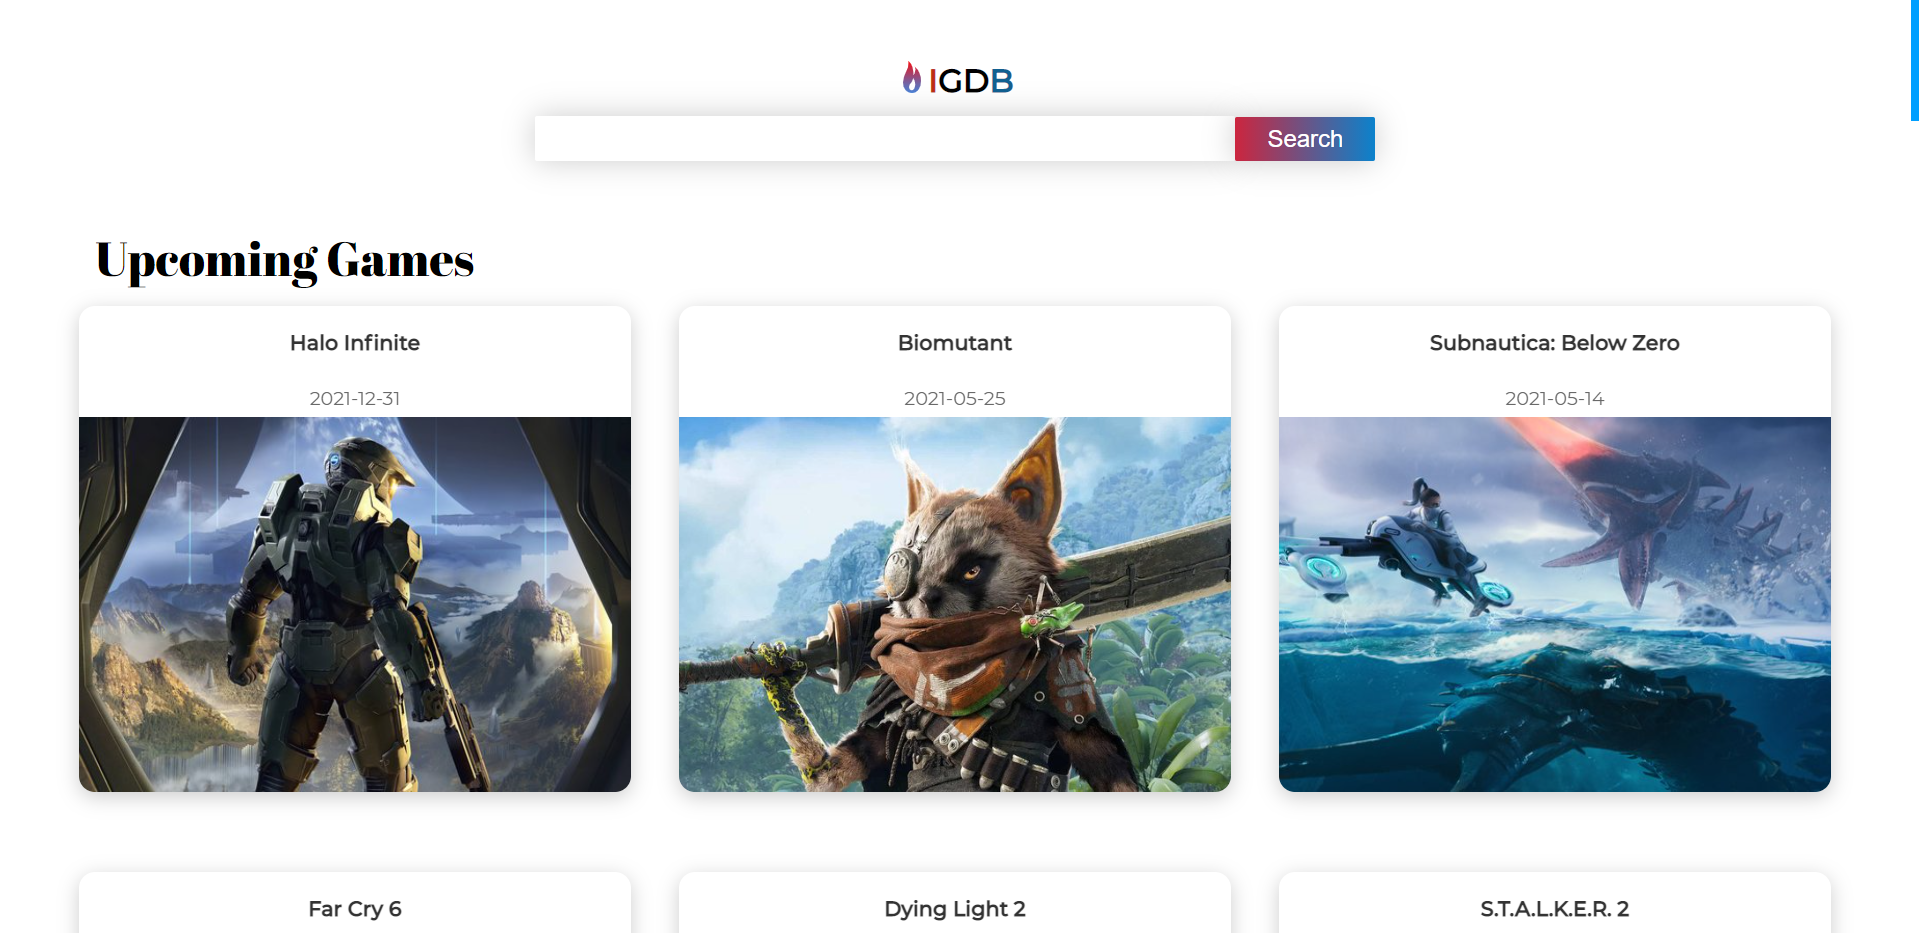 IGDB
Search
Upcoming Games
Halo Infinite
2021-12-31
Biomutant
2021-05-25
Subnautica: Below Zero
2021-05-14
Far Cry 6
Dying Light 2
S.T.A.L.K.E.R. 2